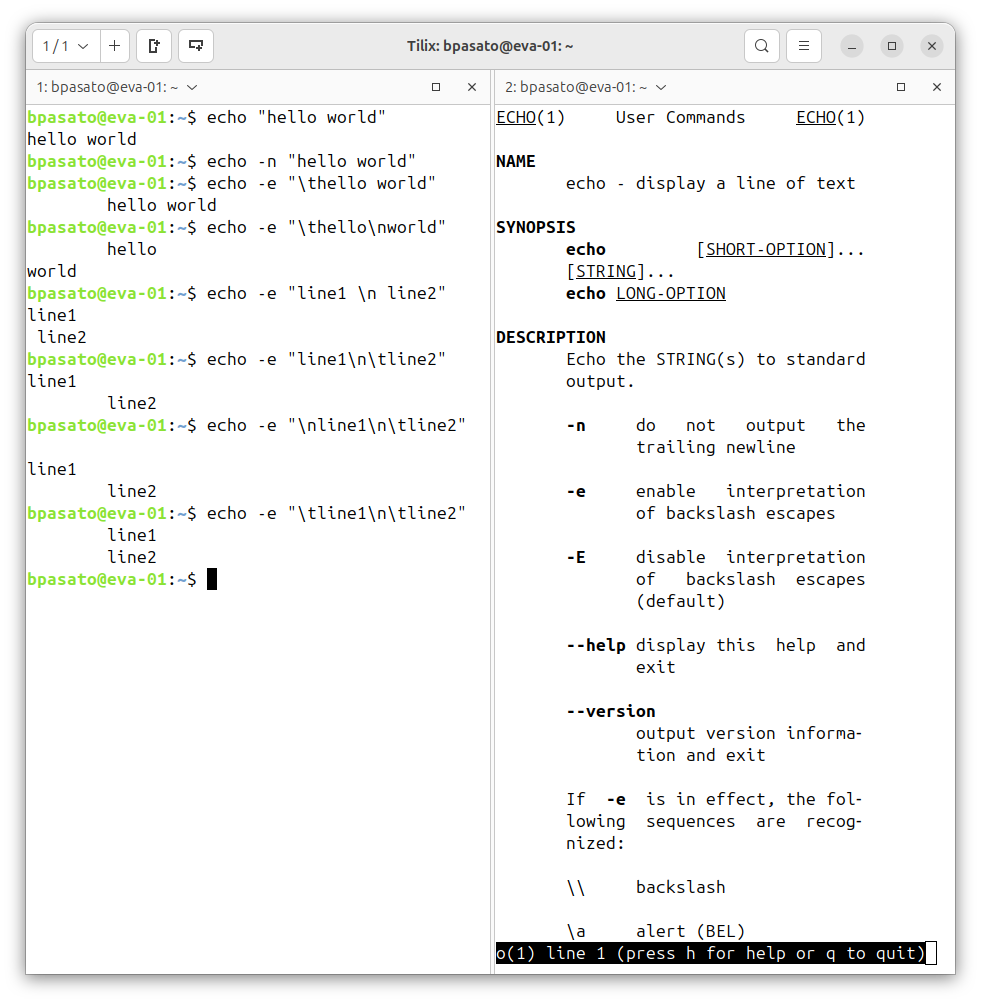 1 / 1
Tilix: bpasato@eva-01: ~
1: bpasato@eva-01: ~
bpasato@eva-01:~$ echo "hello world"
hello world
bpasato@eva-01:~$ echo -n "hello world"
bpasato@eva-01:~$ echo -e "\thello world"
        hello world
bpasato@eva-01:~$ echo -e "\thello\nworld"
        hello
world
bpasato@eva-01:~$ echo -e "line1 \n line2"
line1
 line2
bpasato@eva-01:~$ echo -e "line1\n\tline2"
line1
        line2
bpasato@eva-01:~$ echo -e "\nline1\n\tline2"

line1
        line2
bpasato@eva-01:~$ echo -e "\tline1\n\tline2"
        line1
        line2
bpasato@eva-01:~$
2: bpasato@eva-01: ~
ECHO(1)     User Commands     ECHO(1)

NAME
       echo - display a line of text

SYNOPSIS
       echo         [SHORT-OPTION]...
       [STRING]...
       echo LONG-OPTION

DESCRIPTION
       Echo the STRING(s) to standard
       output.

       -n     do   not   output   the
              trailing newline

       -e     enable   interpretation
              of backslash escapes

       -E     disable  interpretation
              of   backslash  escapes
              (default)

       --help display this  help  and
              exit

       --version
              output version informa‐
              tion and exit

       If  -e  is in effect, the fol‐
       lowing  sequences  are  recog‐
       nized:

       \\     backslash

       \a     alert (BEL)
o(1) line 1 (press h for help or q to quit)